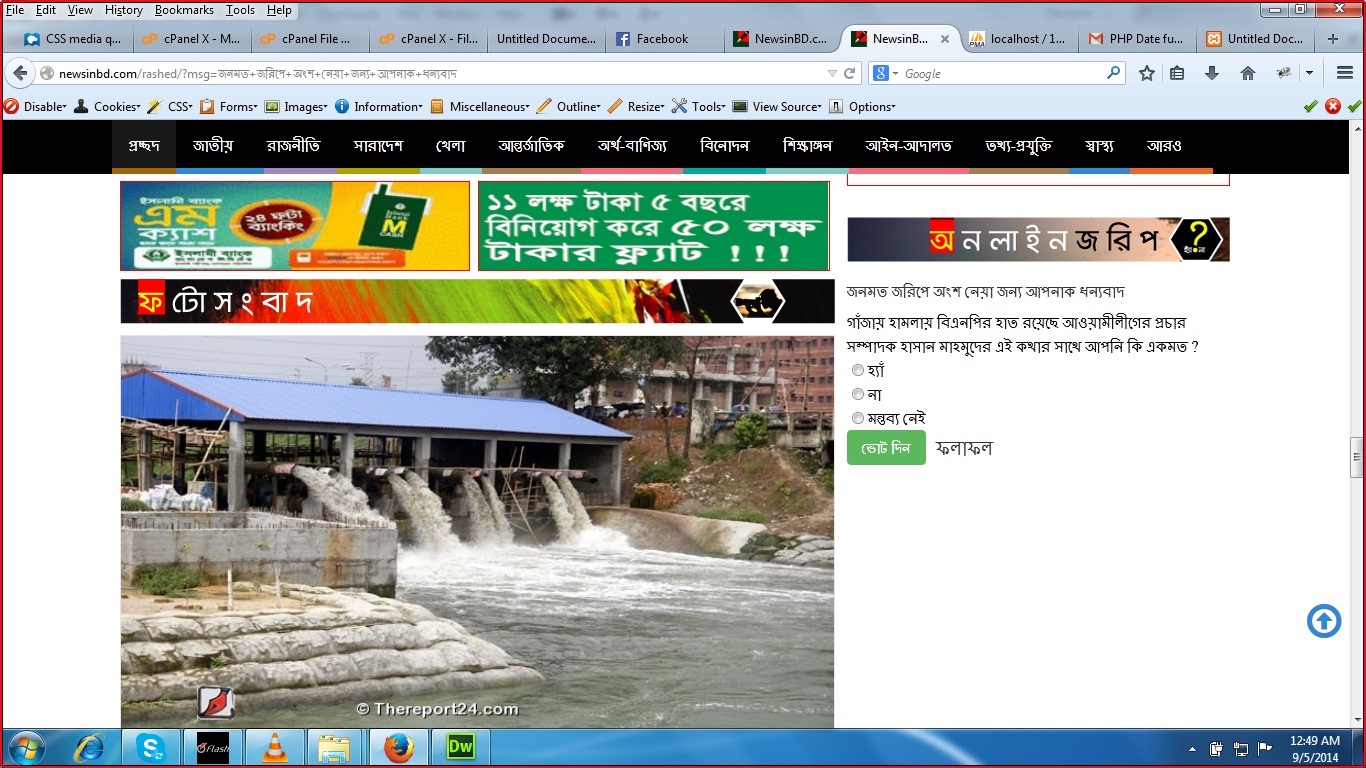 File Edit View History Bookmarks Tools Help
CSS media q... cPanel X - M... cPanel File ... cPanel X - Fil... Untitled Docume... Facebook NewsinBD.c... NewsinB... localhost / 1... PHP Date fu... Untitled Doc...
newsinbd.com/rashed/?msg=জনমত+জরিপে+অংশ+নেয়া+জন্য+আপনাক+ধন্যবাদ
Google
Disable Cookies CSS Forms Images Information Miscellaneous Outline Resize Tools View Source Options
প্রচ্ছদ জাতীয় রাজনীতি সারাদেশ খেলা আন্তর্জাতিক অর্থ-বাণিজ্য বিনোদন শিক্ষাঙ্গন আইন-আদালত তথ্য-প্রযুক্তি স্বাস্থ্য আরও
ইসলামী ব্যাংক
এম
ক্যাশ
২৪ ঘন্টা
ব্যাংকিং
ইসলামী ব্যাংক
M
CASH
১১ লক্ষ টাকা ৫ বছরে
বিনিয়োগ করে ৫০ লক্ষ
টাকার ফ্ল্যাট !!!
ফটো সংবাদ
অনলাইন জরিপ
?
জনমত জরিপে অংশ নেয়া জন্য আপনাক ধন্যবাদ
গাঁজায় হামলায় বিএনপির হাত রয়েছে আওয়ামীলীগের প্রচার
সম্পাদক হাসান মাহমুদের এই কথার সাথে আপনি কি একমত ?
হ্যাঁ
না
মন্তব্য নেই
ভোট দিন ফলাফল
© Thereport24.com
Flash
Dw
12:49 AM
9/5/2014